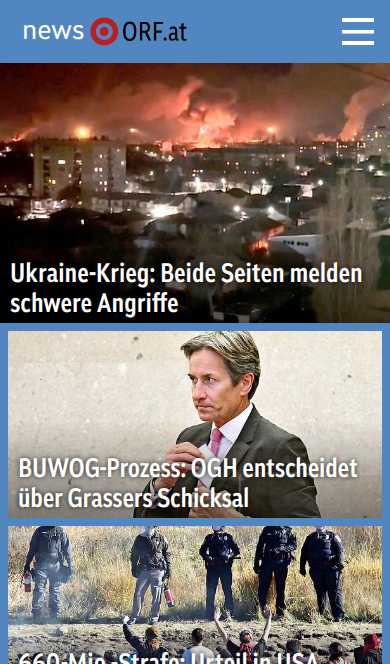 news ORF.at
Ukraine-Krieg: Beide Seiten melden
schwere Angriffe
BUWOG-Prozess: OGH entscheidet
über Grassers Schicksal
660-Mio.-Strafe: Urteil in USA